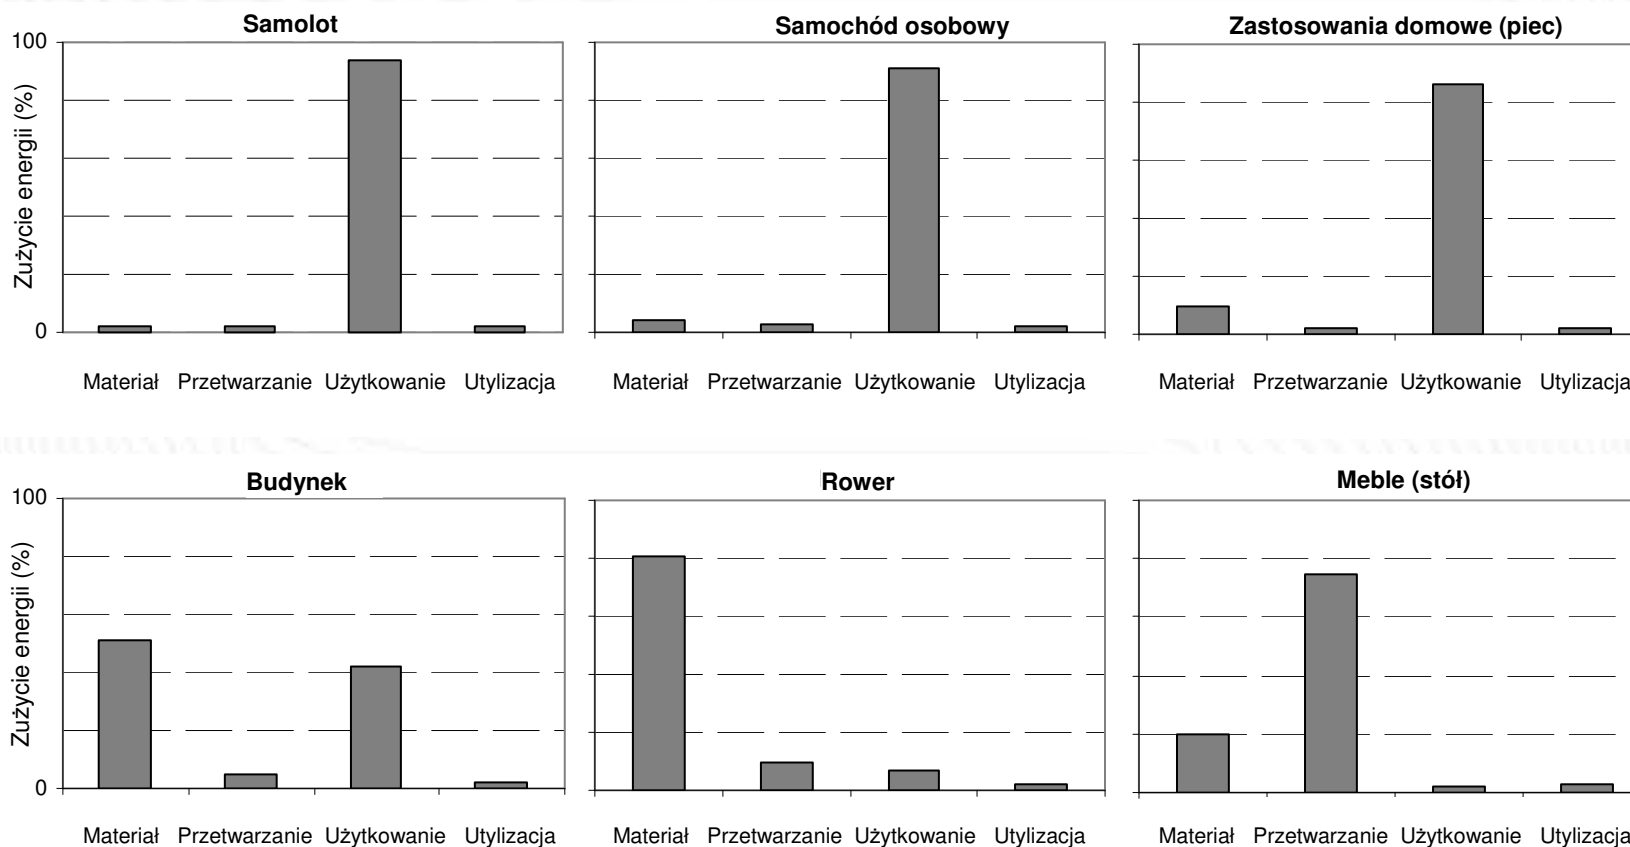 Samolot
Samochód osobowy
Zastosowania domowe (piec)
100
Zużycie energii (%)
0
Materiał Przetwarzanie Użytkowanie Utylizacja
Materiał Przetwarzanie Użytkowanie Utylizacja
Materiał Przetwarzanie Użytkowanie Utylizacja
Budynek
Rower
Meble (stół)
100
Zużycie energii (%)
0
Materiał Przetwarzanie Użytkowanie Utylizacja
Materiał Przetwarzanie Użytkowanie Utylizacja
Materiał Przetwarzanie Użytkowanie Utylizacja